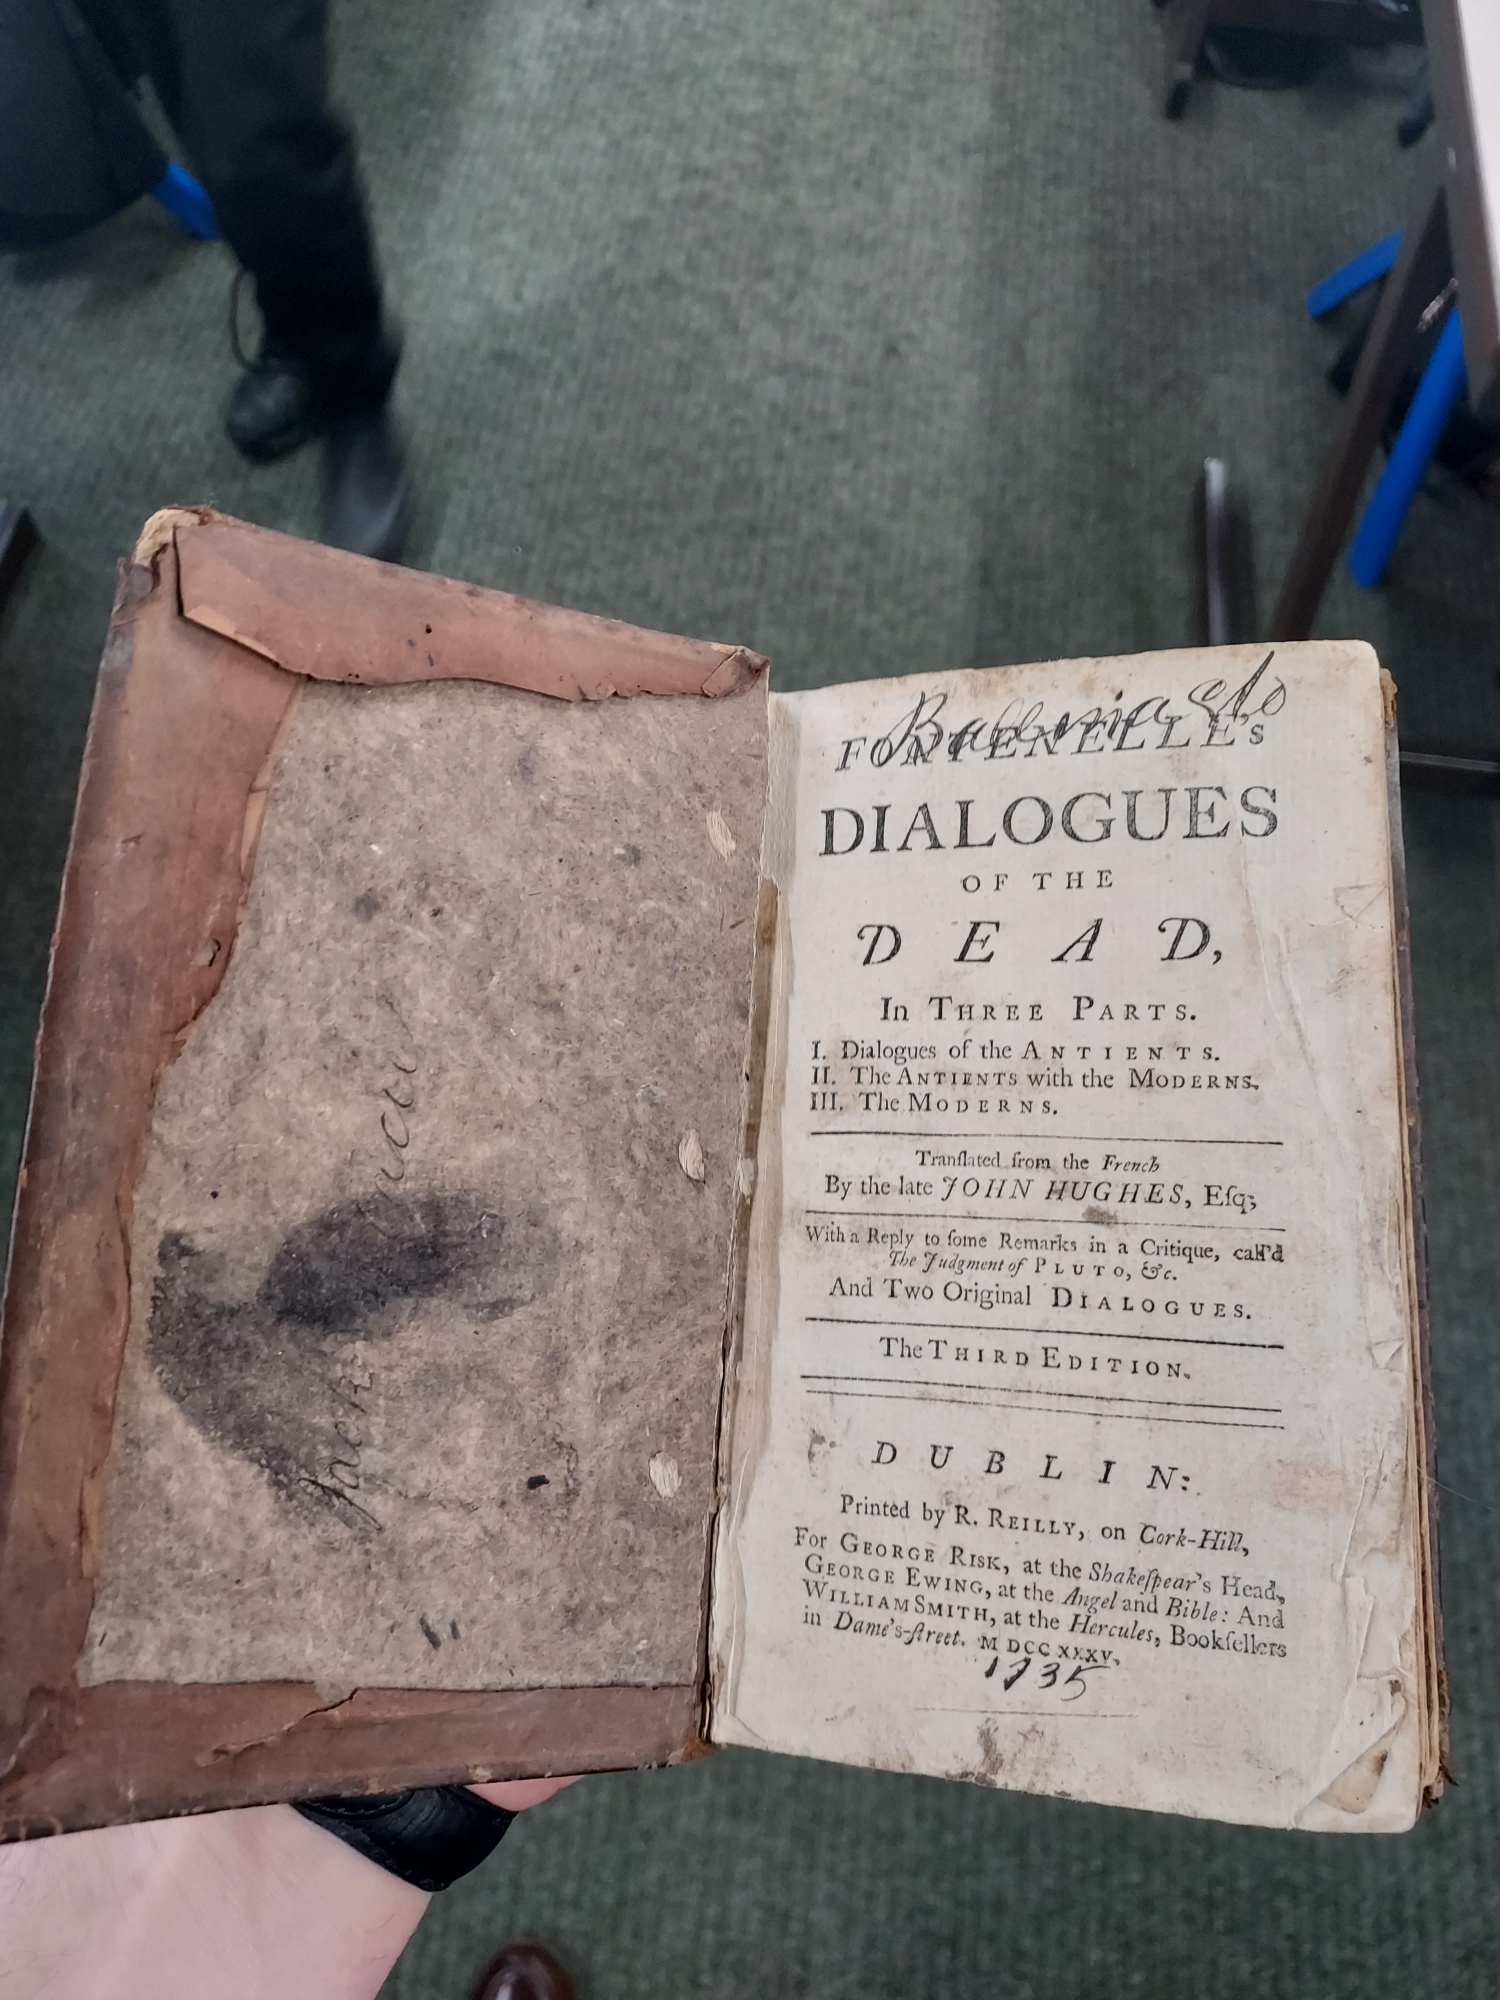 Jack
FONTENELLE's
DIALOGUES
OF THE
DEAD,
In THREE PARTS.
I. Dialogues of the ANTIENTS.
II. The ANTIENTS with the MODERNS.
III. The MODERNS.
Tranſlated from the French
By the late JOHN HUGHES, Eſq;
With a Reply to ſome Remarks in a Critique, call'd
The Judgment of PLUTO, &c.
And Two Original DIALOGUES.
The THIRD EDITION.
DUBLIN:
Printed by R. REILLY, on Cork-Hill,
For GEORGE RISK, at the Shakeſpear's Head,
GEORGE EWING, at the Angel and Bible: And
WILLIAM SMITH, at the Hercules, Bookſellers
in Dame's-ſtreet. M DCC XXXV.
1735